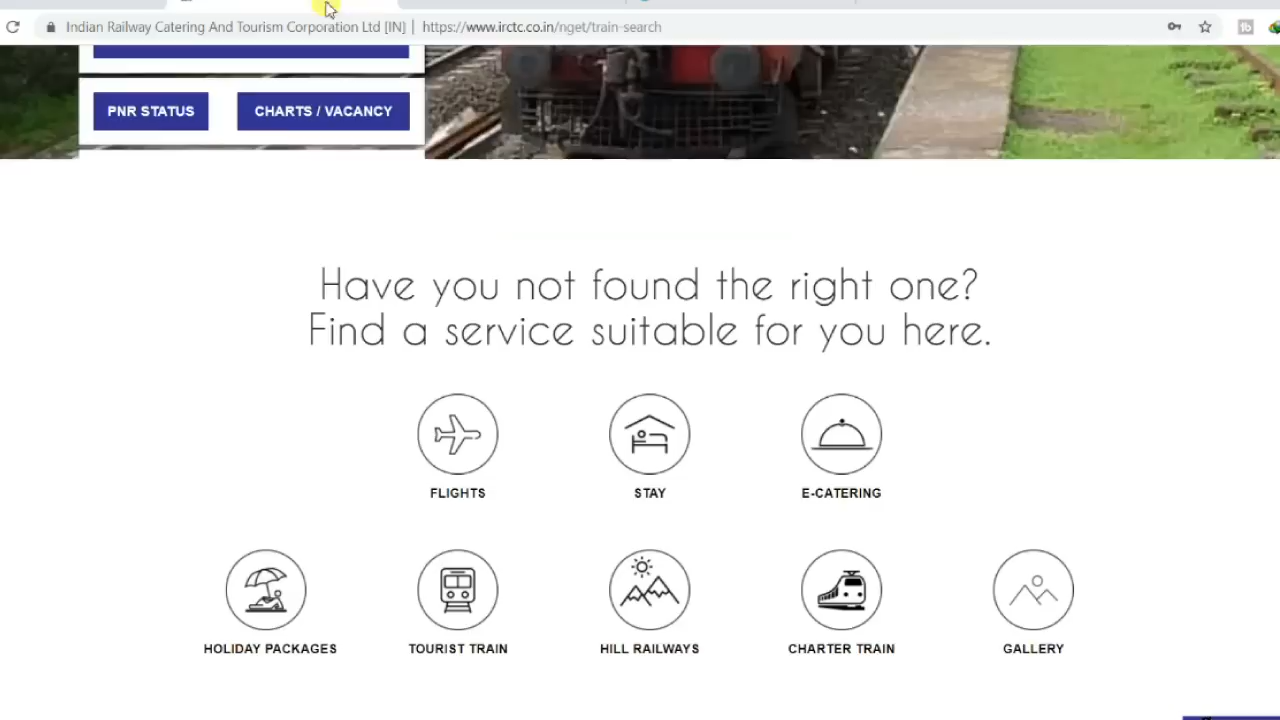 Indian Railway Catering And Tourism Corporation Ltd [IN] | https://www.irctc.co.in/nget/train-search
PNR STATUS CHARTS / VACANCY
Have you not found the right one?
Find a service suitable for you here.
FLIGHTS STAY E-CATERING
HOLIDAY PACKAGES TOURIST TRAIN HILL RAILWAYS CHARTER TRAIN GALLERY